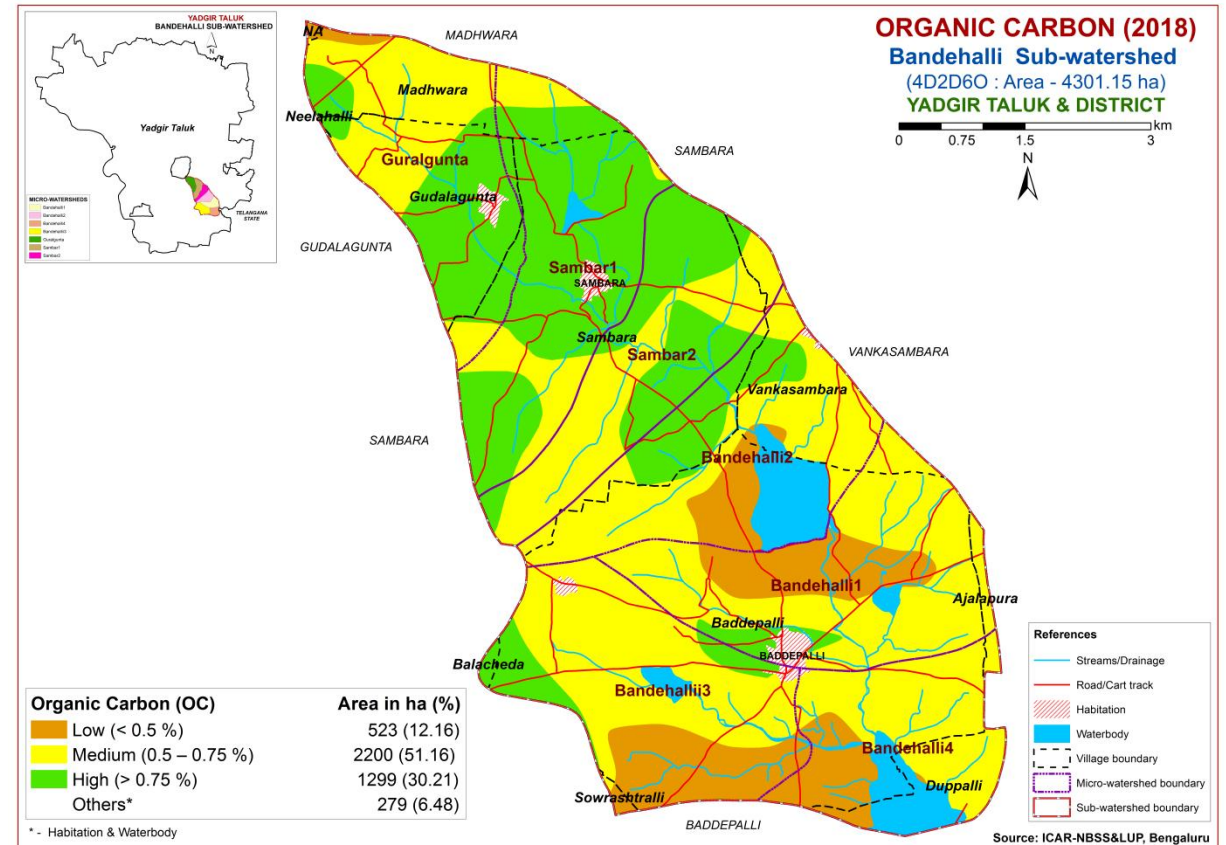 YADGIR TALUK
BANDEHALLI SUB-WATERSHED
N
Yadgir Taluk
TELANGANA
STATE
MICRO-WATERSHEDS
Sambar1
Sambar2
ORGANIC CARBON (2018)
Bandehalli Sub-watershed
(4D2D6O : Area - 4301.15 ha)
YADGIR TALUK & DISTRICT
km
0 0.75 1.5 3
N
NA
MADHWARA
Madhwara
Neelahalli
SAMBARA
Guralgunta
Gudalagunta
GUDALAGUNTA
Sambar1
SAMBARA
Sambara
Sambar2
VANKASAMBARA
Vankasambara
SAMBARA
Bandehalli2
Bandehalli1
Ajalapura
Baddepalli
BADDEPALLI
Balacheda
Bandehallii3
Bandehalli4
Duppalli
Sowrashtralli
BADDEPALLI
Organic Carbon (OC) Area in ha (%)
Low (< 0.5 %) 523 (12.16)
Medium (0.5 – 0.75 %) 2200 (51.16)
High (> 0.75 %) 1299 (30.21)
Others* 279 (6.48)
* - Habitation & Waterbody
References
Streams/Drainage
Road/Cart track
Habitation
Waterbody
Village boundary
Micro-watershed boundary
Sub-watershed boundary
Source: ICAR-NBSS&LUP, Bengaluru